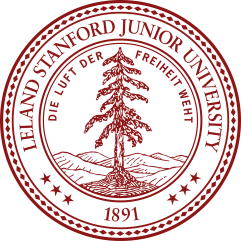 LELAND STANFORD JUNIOR UNIVERSITY
DIE LUFT DER FREIHEIT WEHT
1891